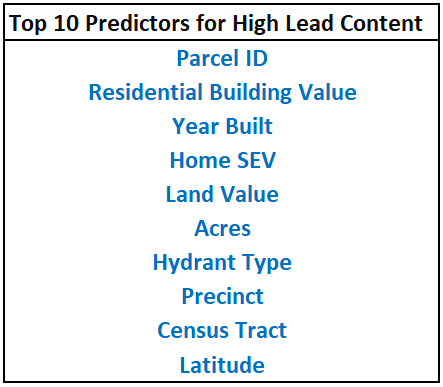 Top 10 Predictors for High Lead Content
Parcel ID
Residential Building Value
Year Built
Home SEV
Land Value
Acres
Hydrant Type
Precinct
Census Tract
Latitude